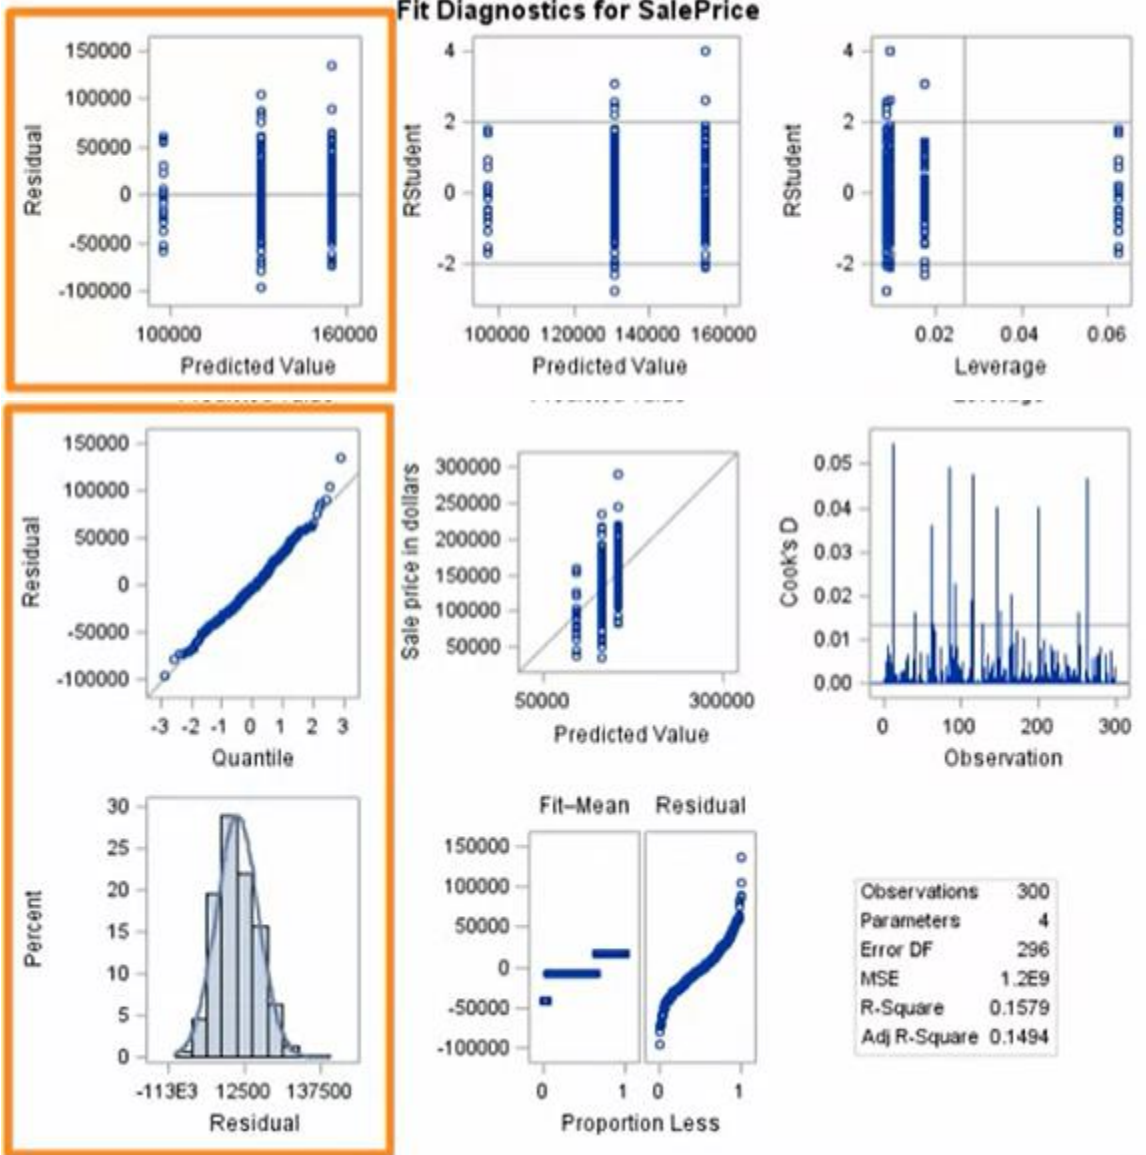 Fit Diagnostics for SalePrice
150000
100000
50000
0
-50000
-100000
Residual
100000 160000
Predicted Value
4
2
0
-2
RStudent
100000 120000 140000 160000
Predicted Value
4
2
0
-2
RStudent
0.02 0.04 0.06
Leverage
150000
100000
50000
0
-50000
-100000
Residual
-3 -2 -1 0 1 2 3
Quantile
300000
250000
200000
150000
100000
50000
Sale price in dollars
50000 300000
Predicted Value
0.05
0.04
0.03
0.02
0.01
0.00
Cook's D
0 100 200 300
Observation
30
25
20
15
10
5
0
Percent
-113E3 12500 137500
Residual
Fit–Mean Residual
150000
100000
50000
0
-50000
-100000
0 1 0 1
Proportion Less
Observations 300
Parameters 4
Error DF 296
MSE 1.2E9
R-Square 0.1579
Adj R-Square 0.1494